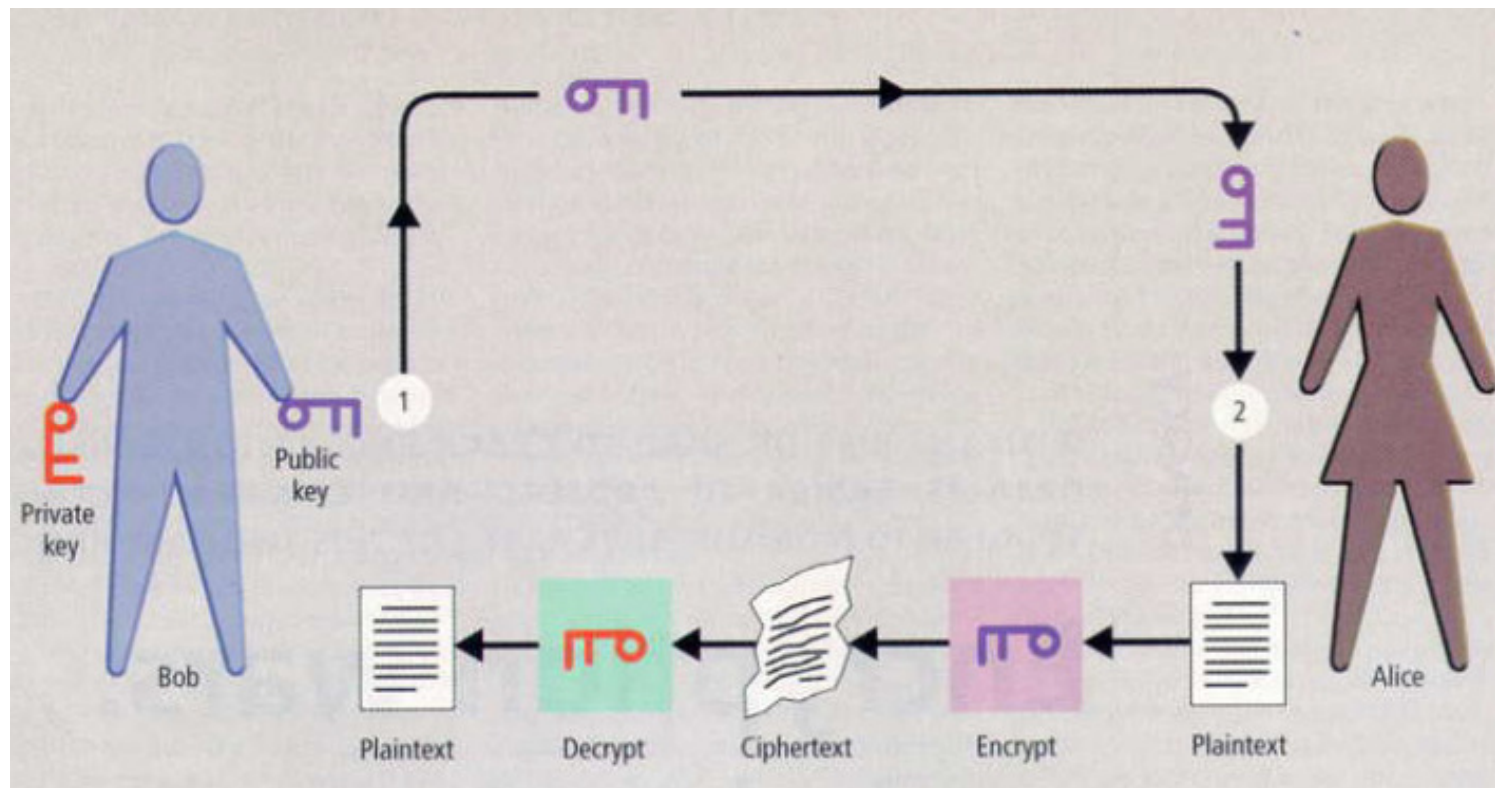 1
2
Public
key
Private
key
Bob
Alice
Plaintext
Decrypt
Ciphertext
Encrypt
Plaintext